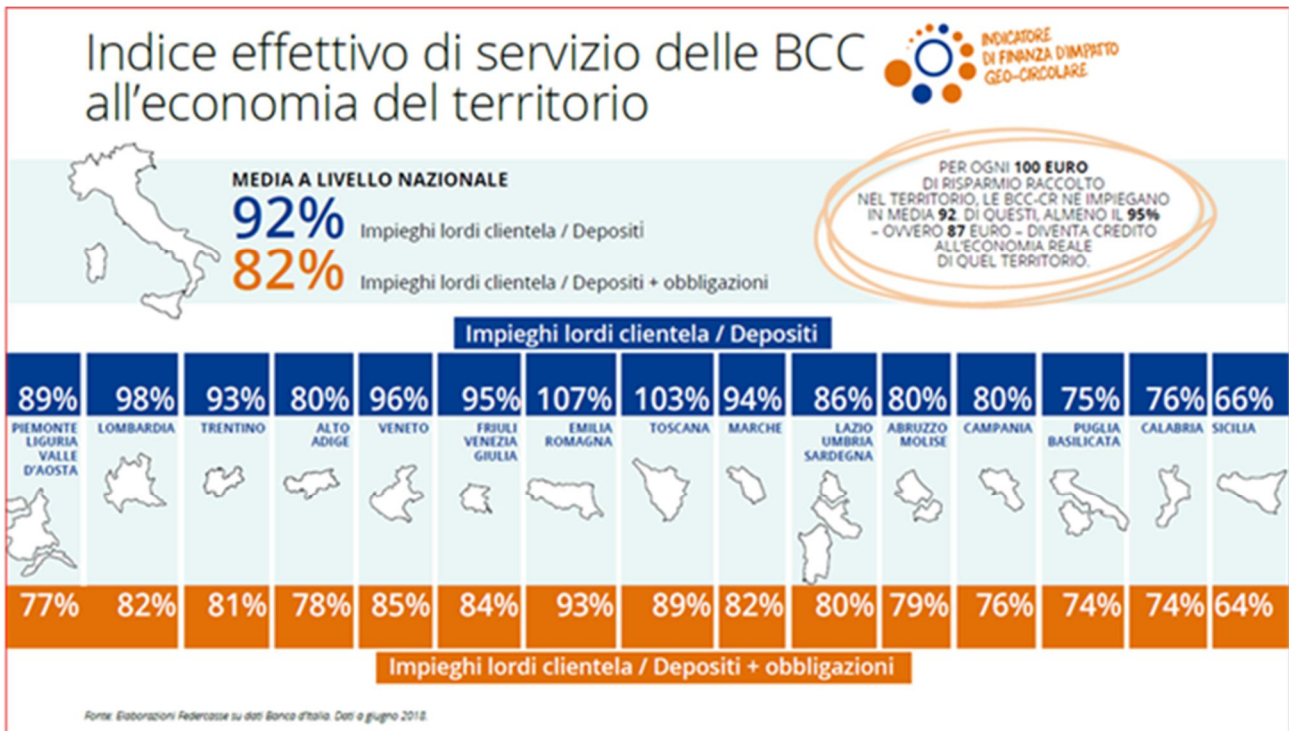 Indice effettivo di servizio delle BCC
all'economia del territorio
INDICATORE
DI FINANZA D'IMPATTO
GEO-CIRCOLARE
MEDIA A LIVELLO NAZIONALE
92% Impieghi lordi clientela / Depositi
82% Impieghi lordi clientela / Depositi + obbligazioni
PER OGNI 100 EURO
DI RISPARMIO RACCOLTO
NEL TERRITORIO, LE BCC-CR NE IMPIEGANO
IN MEDIA 92. DI QUESTI, ALMENO IL 95%
– OVVERO 87 EURO – DIVENTA CREDITO
ALL'ECONOMIA REALE
DI QUEL TERRITORIO.
Impieghi lordi clientela / Depositi
89% 98% 93% 80% 96% 95% 107% 103% 94% 86% 80% 80% 75% 76% 66%
PIEMONTE
LIGURIA
VALLE
D'AOSTA
LOMBARDIA
TRENTINO
ALTO
ADIGE
VENETO
FRIULI
VENEZIA
GIULIA
EMILIA
ROMAGNA
TOSCANA
MARCHE
LAZIO
UMBRIA
SARDEGNA
ABRUZZO
MOLISE
CAMPANIA
PUGLIA
BASILICATA
CALABRIA
SICILIA
77% 82% 81% 78% 85% 84% 93% 89% 82% 80% 79% 76% 74% 74% 64%
Impieghi lordi clientela / Depositi + obbligazioni
Fonte: Elaborazioni Federcasse su dati Banca d'Italia. Dati a giugno 2018.